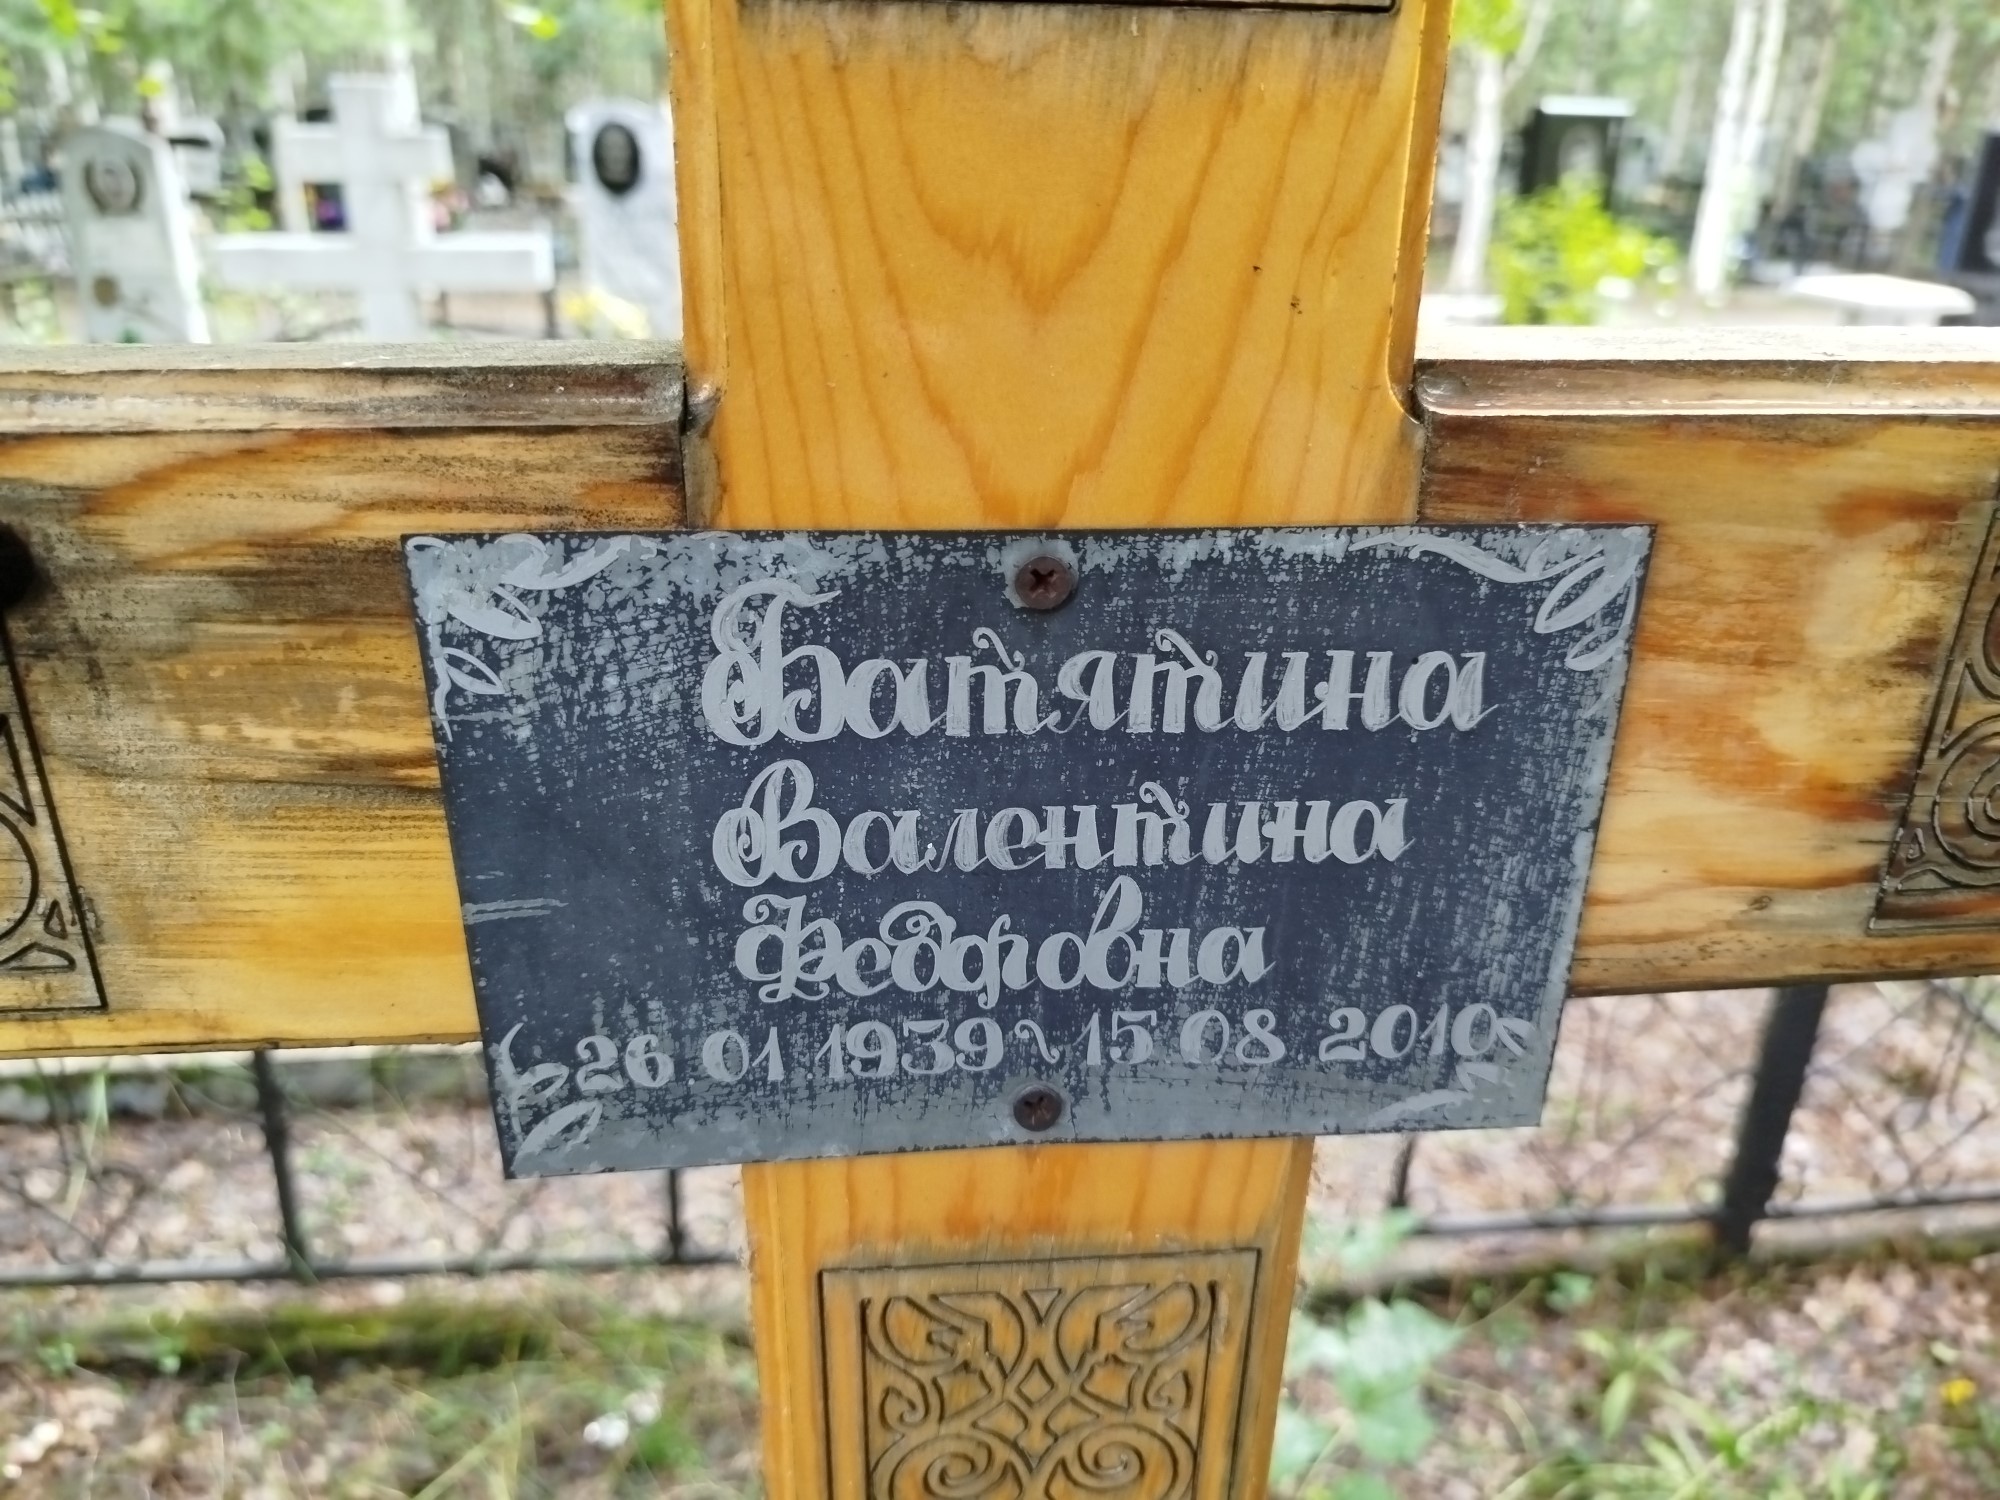 Батятина
Валентина
Федоровна
26 01 1939 ~ 15 08 2010